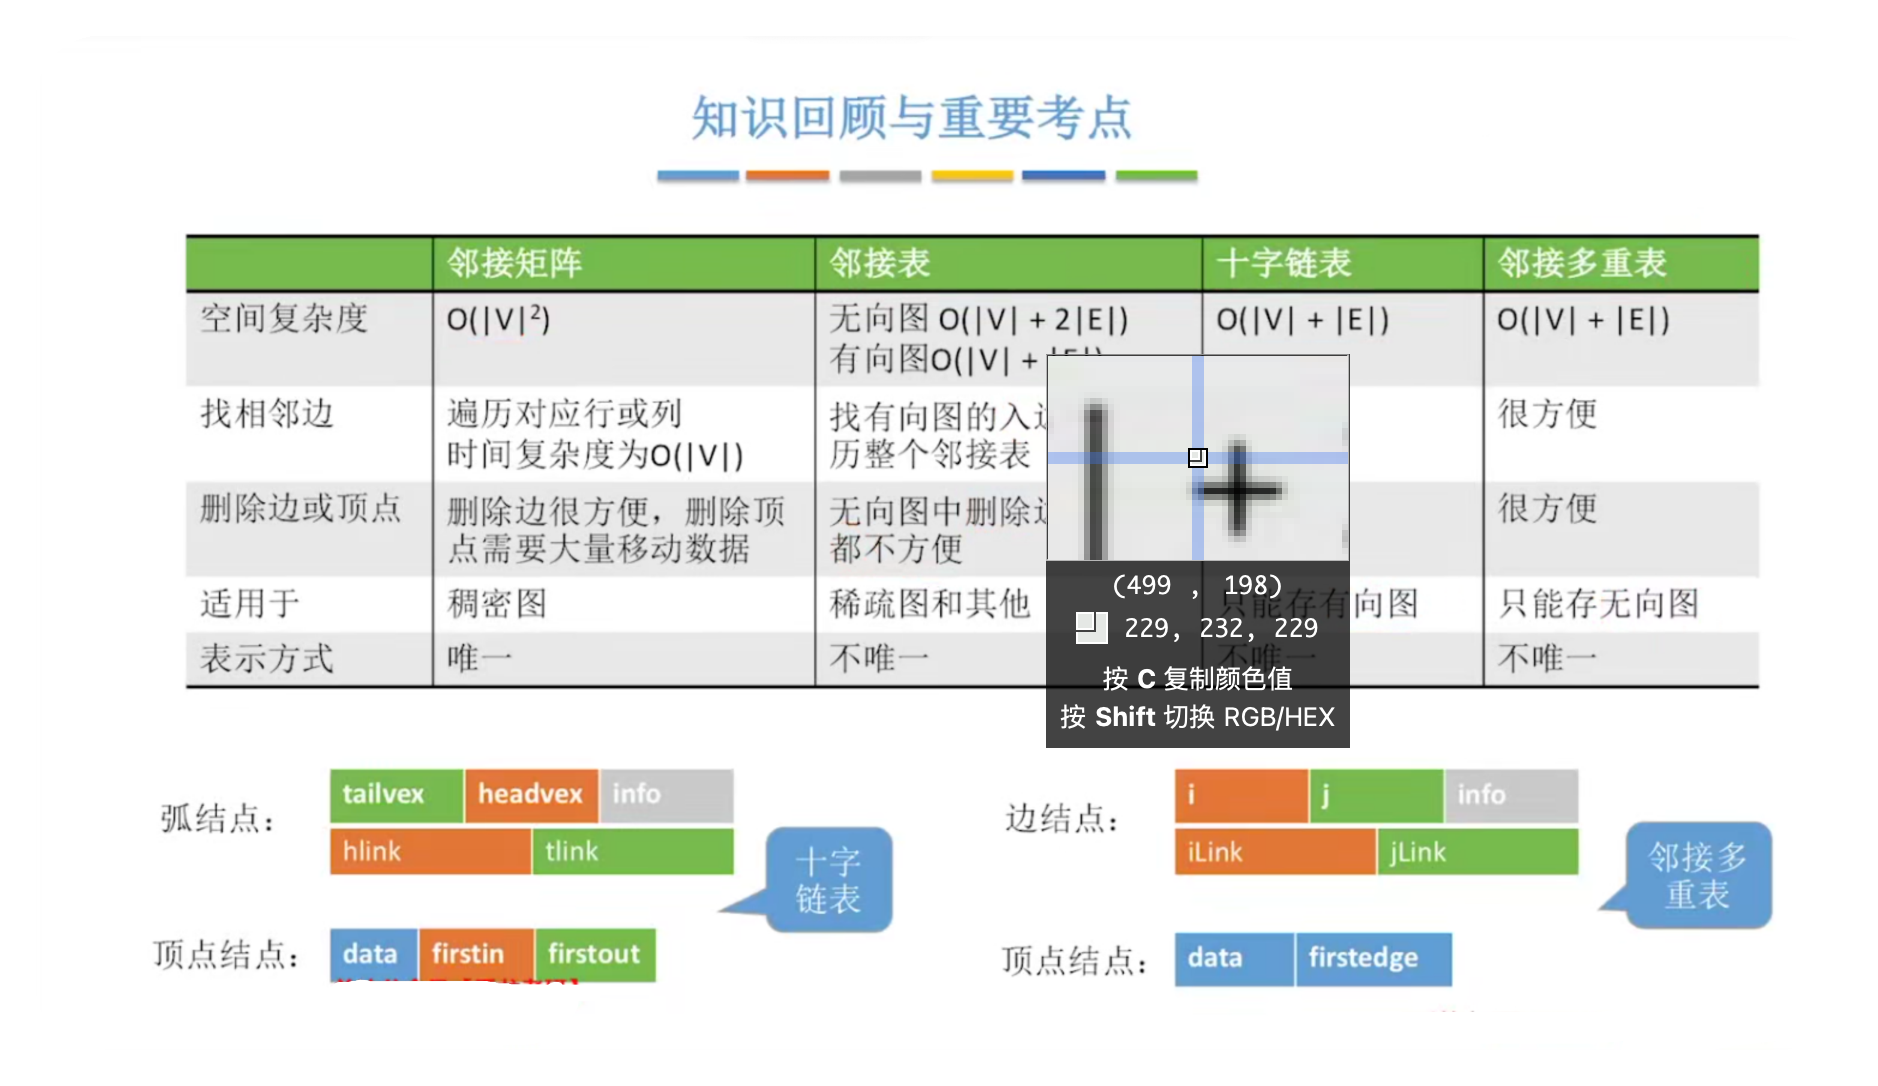 知识回顾与重要考点
邻接矩阵 邻接表 十字链表 邻接多重表
空间复杂度 O(|V|²) 无向图 O(|V| + 2|E|) O(|V| + |E|) O(|V| + |E|)
有向图O(|V| + |E|)
找相邻边 遍历对应行或列 找有向图的入 很方便
时间复杂度为O(|V|) 历整个邻接表
删除边或顶点 删除边很方便，删除顶 无向图中删除 很方便
点需要大量移动数据 都不方便
适用于 稠密图 稀疏图和其他 只能存有向图 只能存无向图
表示方式 唯一 不唯一 不唯一 不唯一
(499 , 198)
229, 232, 229
按 C 复制颜色值
按 Shift 切换 RGB/HEX
弧结点：
tailvex headvex info
hlink tlink
十字
链表
顶点结点：
data firstin firstout
边结点：
i j info
iLink jLink
邻接多
重表
顶点结点：
data firstedge